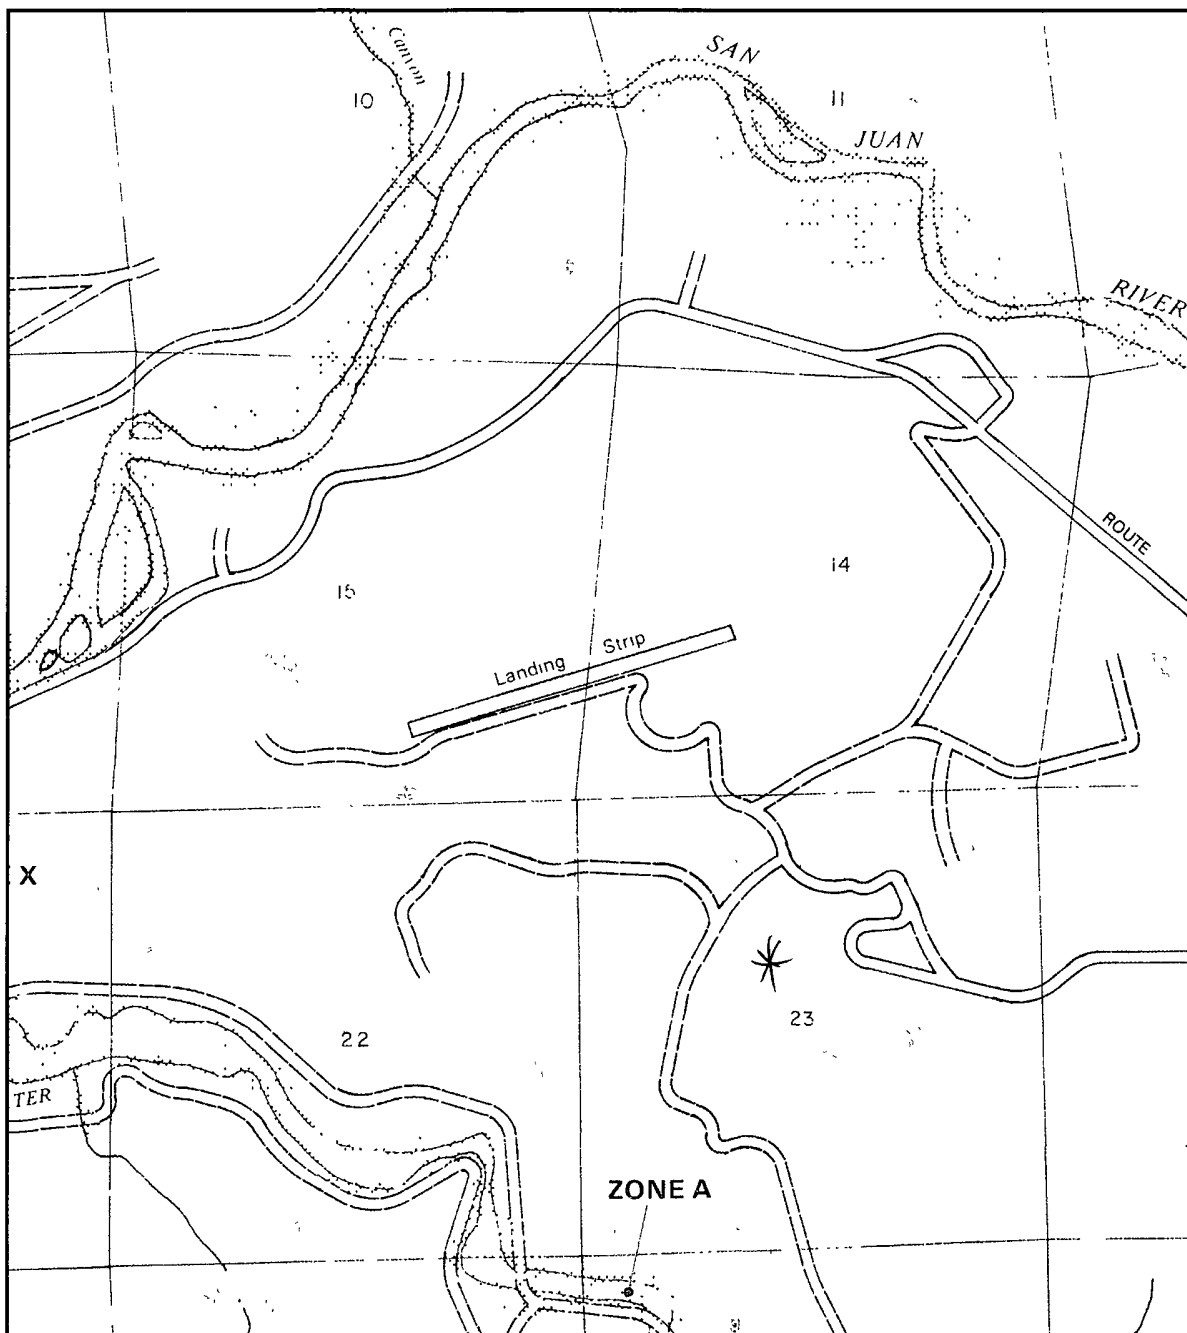 Canyon
SAN
10
11
JUAN
RIVER
ROUTE
14
15
Landing Strip
X
23
22
TER
ZONE A